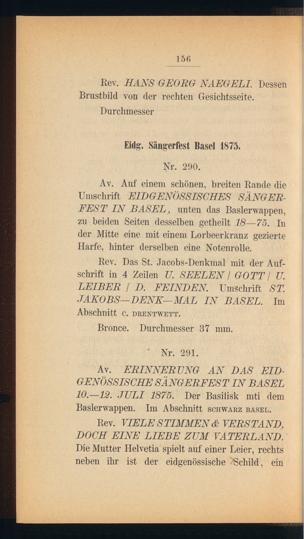 156
Rev. HANS GEORG NAEGELI. Dessen
Brustbild von der rechten Gesichtsseite.
Durchmesser
Eidg. Sängerfest Basel 1875.
Nr. 290.
Av. Auf einem schönen, breiten Rande die
Umschrift EIDGENÖSSISCHES SÄNGER-
FEST IN BASEL, unten das Baslerwappen,
zu beiden Seiten desselben getheilt 18—75. In
der Mitte eine mit einem Lorbeerkranz gezierte
Harfe, hinter derselben eine Notenrolle.
Rev. Das St. Jacobs-Denkmal mit der Auf-
schrift in 4 Zeilen U. SEELEN / GOTT / U.
LEIBER / D. FEINDEN. Umschrift ST.
JAKOBS—DENK—MAL IN BASEL. Im
Abschnitt C. DRENTWETT.
Bronce. Durchmesser 37 mm.
Nr. 291.
Av. ERINNERUNG AN DAS EID-
GENÖSSISCHE SÄNGERFEST IN BASEL
10.—12. JULI 1875. Der Basilisk mti dem
Baslerwappen. Im Abschnitt SCHWARZ BASEL.
Rev. VIELE STIMMEN & VERSTAND,
DOCH EINE LIEBE ZUM VATERLAND.
Die Mutter Helvetia spielt auf einer Leier, rechts
neben ihr ist der eidgenössische Schild, ein